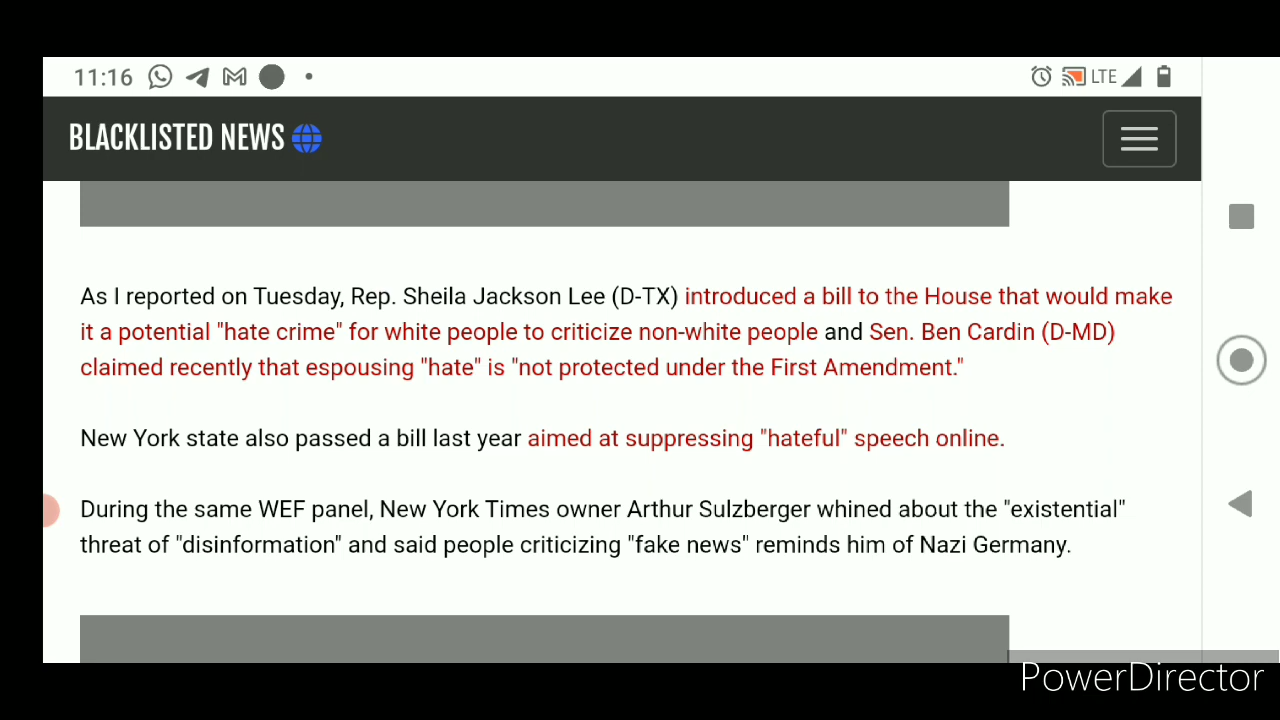 11:16 LTE
BLACKLISTED NEWS
As I reported on Tuesday, Rep. Sheila Jackson Lee (D-TX) introduced a bill to the House that would make
it a potential "hate crime" for white people to criticize non-white people and Sen. Ben Cardin (D-MD)
claimed recently that espousing "hate" is "not protected under the First Amendment."
New York state also passed a bill last year aimed at suppressing "hateful" speech online.
During the same WEF panel, New York Times owner Arthur Sulzberger whined about the "existential"
threat of "disinformation" and said people criticizing "fake news" reminds him of Nazi Germany.
PowerDirector